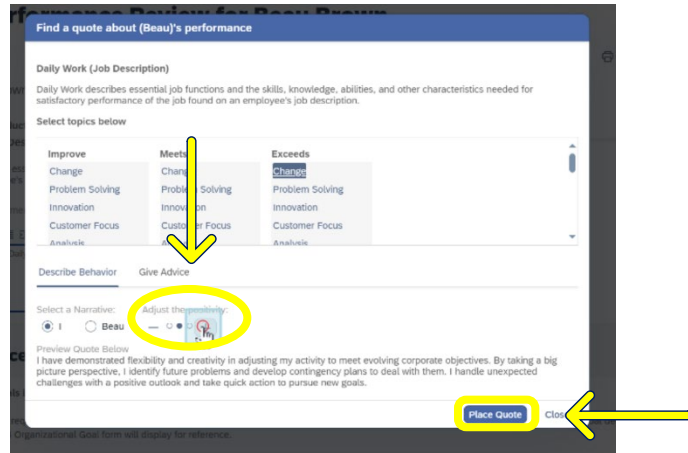 Performance Review for Beau Brown
Find a quote about (Beau)'s performance
Daily Work (Job Description)
Daily Work describes essential job functions and the skills, knowledge, abilities, and other characteristics needed for
satisfactory performance of the job found on an employee's job description.
Select topics below
Improve Meets Exceeds
Change Change Change
Problem Solving Problem Solving Problem Solving
Innovation Innovation Innovation
Customer Focus Customer Focus Customer Focus
Analysis Analysis
Describe Behavior Give Advice
Select a Narrative: Adjust the positivity:
I Beau
Preview Quote Below
I have demonstrated flexibility and creativity in adjusting my activity to meet evolving corporate objectives. By taking a big
picture perspective, I identify future problems and develop contingency plans to deal with them. I handle unexpected
challenges with a positive outlook and take quick action to pursue new goals.
Place Quote Clos
Organizational Goal form will display for reference.